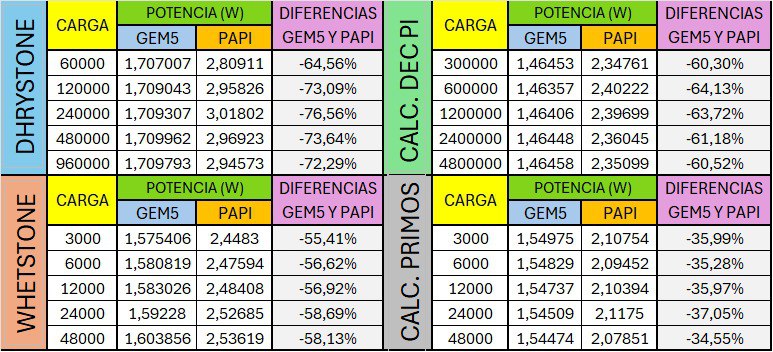 DHRYSTONE
CARGA POTENCIA (W) DIFERENCIAS GEM5 Y PAPI
GEM5 PAPI
60000 1,707007 2,80911 -64,56%
120000 1,709043 2,95826 -73,09%
240000 1,709307 3,01802 -76,56%
480000 1,709962 2,96923 -73,64%
960000 1,709793 2,94573 -72,29%
CALC. DEC PI
CARGA POTENCIA (W) DIFERENCIAS GEM5 Y PAPI
GEM5 PAPI
300000 1,46453 2,34761 -60,30%
600000 1,46357 2,40222 -64,13%
1200000 1,46406 2,39699 -63,72%
2400000 1,46448 2,36045 -61,18%
4800000 1,46458 2,35099 -60,52%
WHETSTONE
CARGA POTENCIA (W) DIFERENCIAS GEM5 Y PAPI
GEM5 PAPI
3000 1,575406 2,4483 -55,41%
6000 1,580819 2,47594 -56,62%
12000 1,583026 2,48408 -56,92%
24000 1,59228 2,52685 -58,69%
48000 1,603856 2,53619 -58,13%
CALC. PRIMOS
CARGA POTENCIA (W) DIFERENCIAS GEM5 Y PAPI
GEM5 PAPI
3000 1,54975 2,10754 -35,99%
6000 1,54829 2,09452 -35,28%
12000 1,54737 2,10394 -35,97%
24000 1,54509 2,1175 -37,05%
48000 1,54474 2,07851 -34,55%